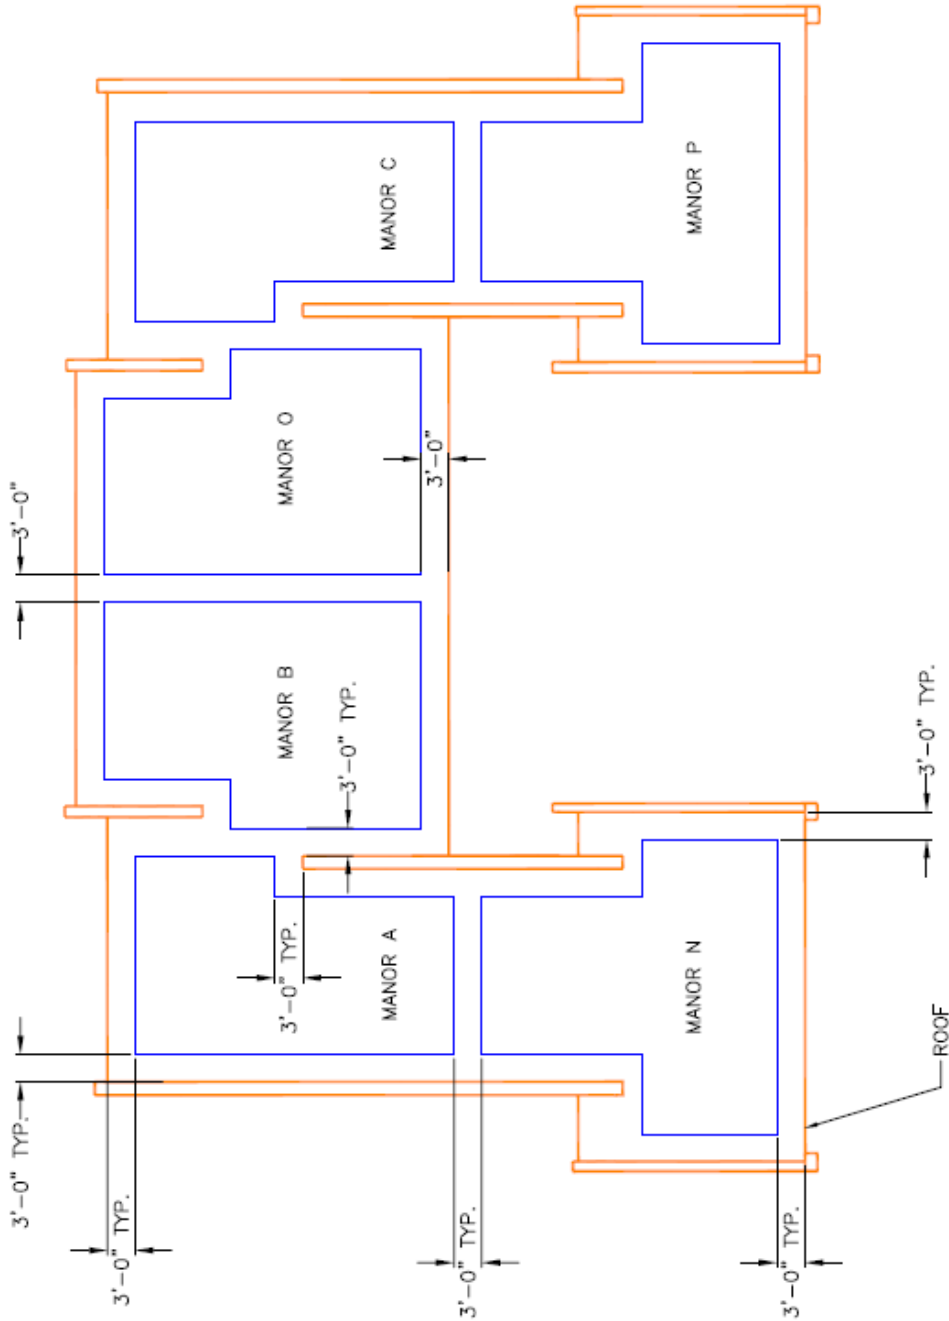 3'-0" TYP.
3'-0"
3'-0" TYP.
3'-0" TYP.
MANOR B
MANOR O
3'-0" TYP.
MANOR A
MANOR C
3'-0"
3'-0" TYP.
MANOR N
MANOR P
3'-0" TYP.
3'-0" TYP.
ROOF